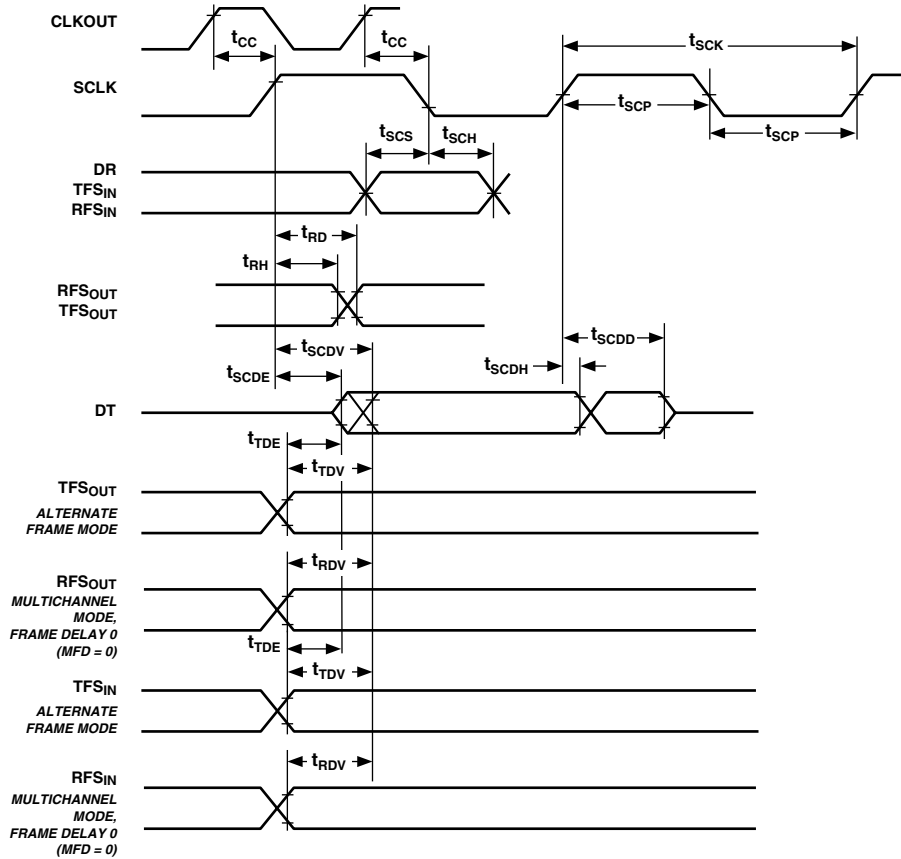 CLKOUT
tCC
tCC
tSCK
SCLK
tSCP
tSCP
tSCS
tSCH
DR
TFSIN
RFSIN
tRD
tRH
RFSOUT
TFSOUT
tSCDV
tSCDD
tSCDE
tSCDH
DT
tTDE
tTDV
TFSOUT
ALTERNATE
FRAME MODE
tRDV
RFSOUT
MULTICHANNEL
MODE,
FRAME DELAY 0
(MFD = 0)
tTDE
tTDV
TFSIN
ALTERNATE
FRAME MODE
tRDV
RFSIN
MULTICHANNEL
MODE,
FRAME DELAY 0
(MFD = 0)